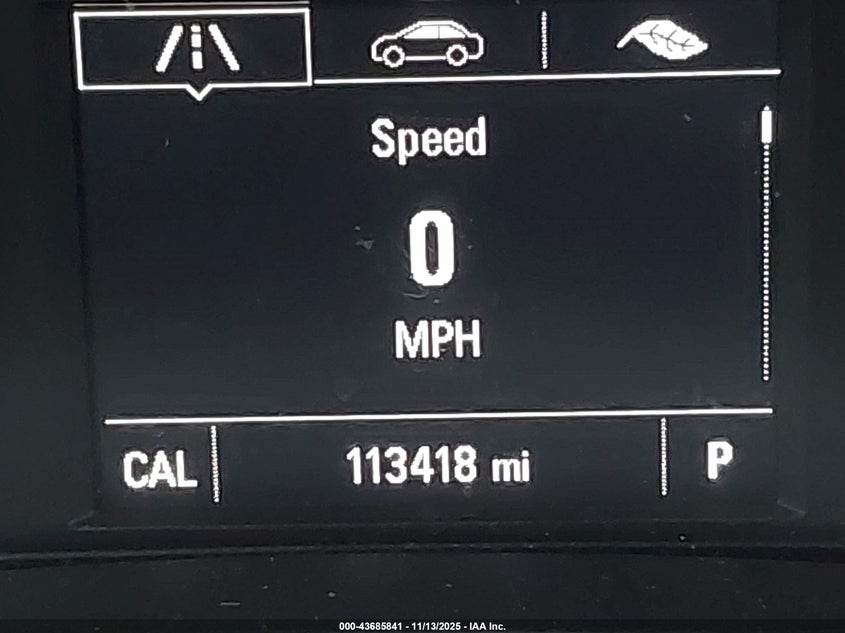 Speed
0
MPH
CAL 113418 mi P
000-43685841 - 11/13/2025 - IAA Inc.